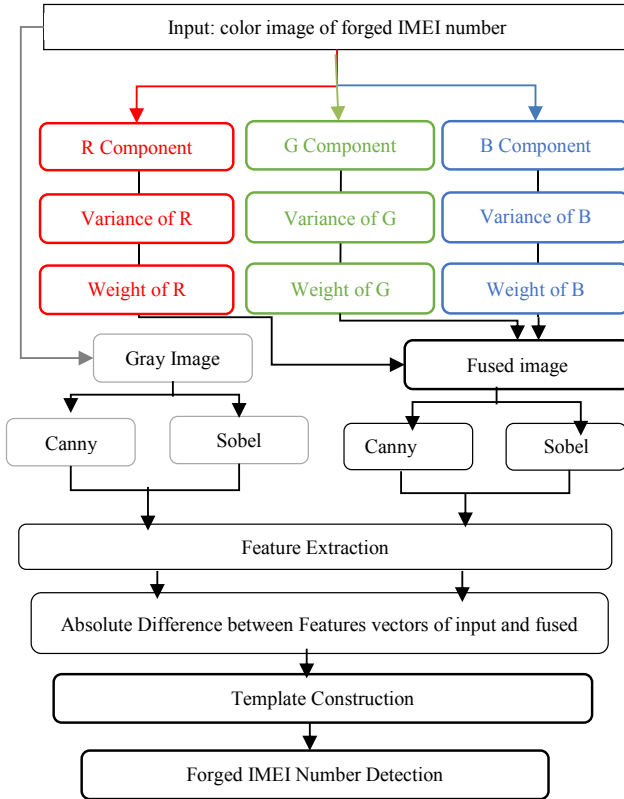 Input: color image of forged IMEI number
R Component
G Component
B Component
Variance of R
Variance of G
Variance of B
Weight of R
Weight of G
Weight of B
Gray Image
Fused image
Canny
Sobel
Canny
Sobel
Feature Extraction
Absolute Difference between Features vectors of input and fused
Template Construction
Forged IMEI Number Detection